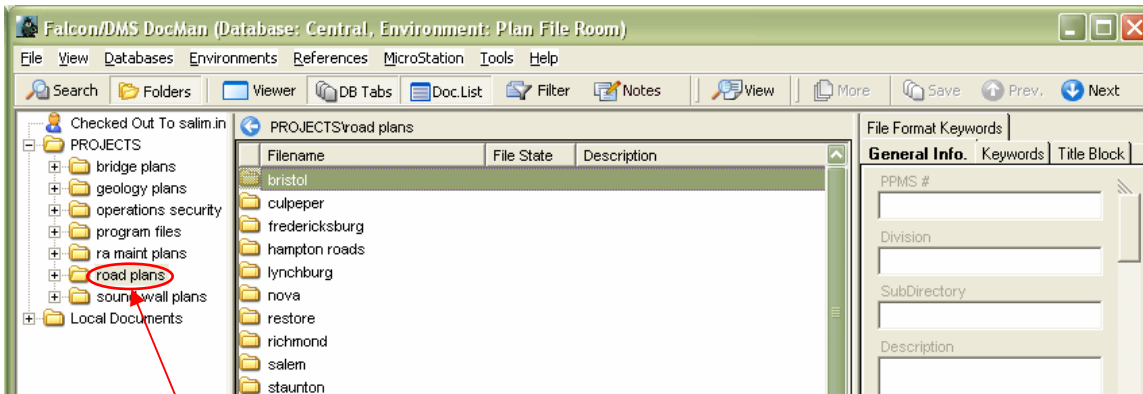 Falcon/DMS DocMan (Database: Central, Environment: Plan File Room)
File View Databases Environments References MicroStation Tools Help
Search Folders Viewer DB Tabs Doc.List Filter Notes View More Save Prev. Next
Checked Out To salim.in
PROJECTS
bridge plans
geology plans
operations security
program files
ra maint plans
road plans
sound wall plans
Local Documents
PROJECTS\road plans
Filename File State Description
bristol
culpeper
fredericksburg
hampton roads
lynchburg
nova
restore
richmond
salem
staunton
File Format Keywords
General Info. Keywords Title Block
PPMS #
Division
SubDirectory
Description